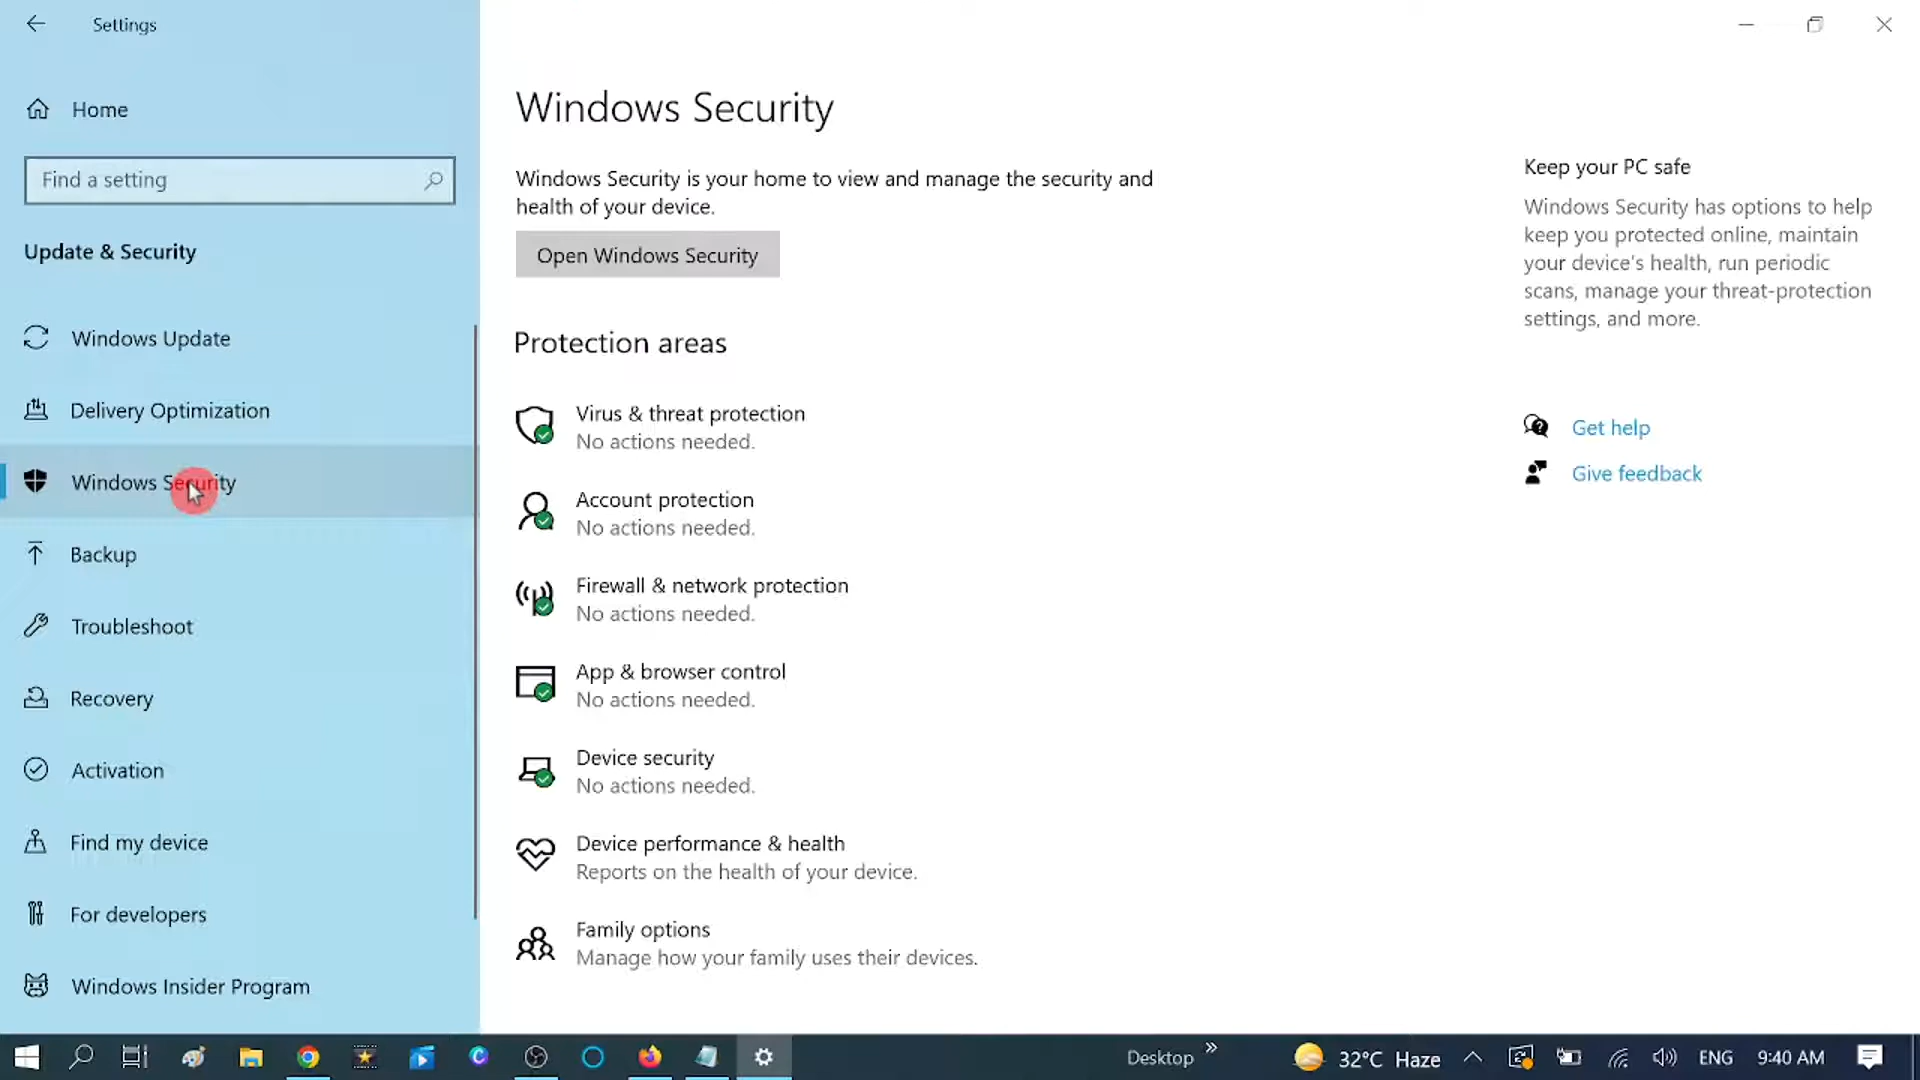 Settings
Home
Find a setting
Update & Security
Windows Update
Delivery Optimization
Windows Security
Backup
Troubleshoot
Recovery
Activation
Find my device
For developers
Windows Insider Program
Windows Security
Windows Security is your home to view and manage the security and
health of your device.
Open Windows Security
Protection areas
Virus & threat protection
No actions needed.
Account protection
No actions needed.
Firewall & network protection
No actions needed.
App & browser control
No actions needed.
Device security
No actions needed.
Device performance & health
Reports on the health of your device.
Family options
Manage how your family uses their devices.
Keep your PC safe
Windows Security has options to help
keep you protected online, maintain
your device's health, run periodic
scans, manage your threat-protection
settings, and more.
Get help
Give feedback
Desktop
32°C Haze
ENG
9:40 AM